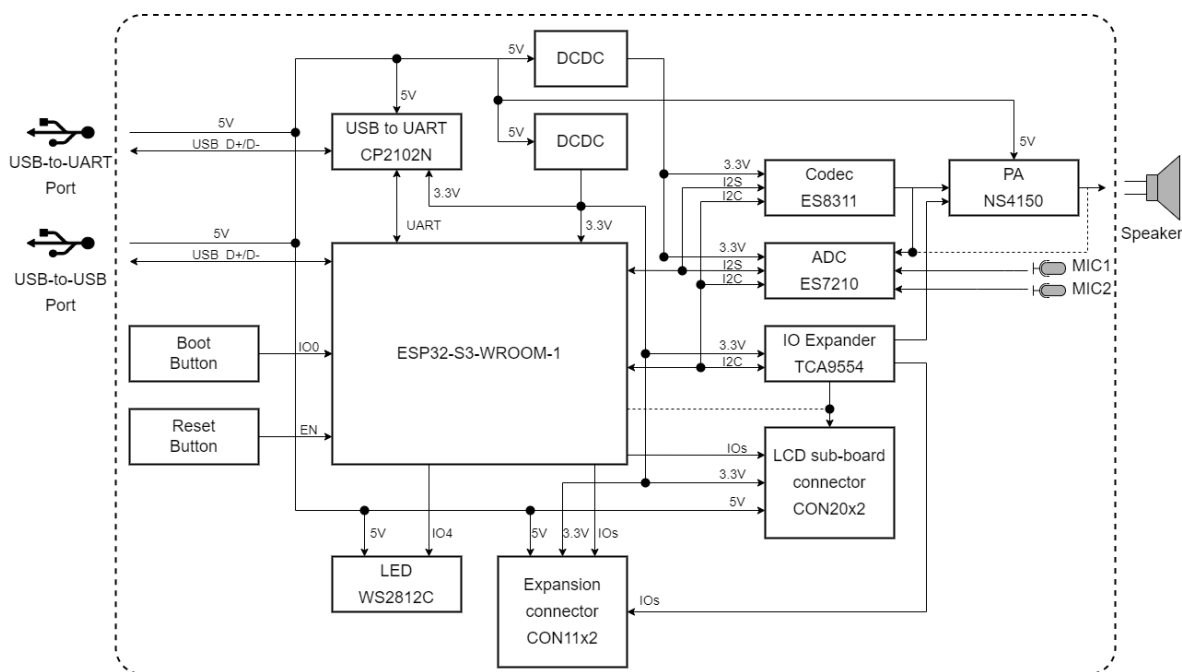 5V
DCDC
5V
USB to UART
CP2102N
5V
DCDC
5V
USB-to-UART
Port
5V
USB D+/D-
3.3V
UART
3.3V
3.3V
I2S
I2C
Codec
ES8311
PA
NS4150
Speaker
USB-to-USB
Port
5V
USB D+/D-
3.3V
I2S
I2C
ADC
ES7210
MIC1
MIC2
Boot
Button
IO0
ESP32-S3-WROOM-1
3.3V
I2C
IO Expander
TCA9554
Reset
Button
EN
IOs
3.3V
5V
LCD sub-board
connector
CON20x2
5V
IO4
5V
3.3V
IOs
LED
WS2812C
Expansion
connector
CON11x2
IOs